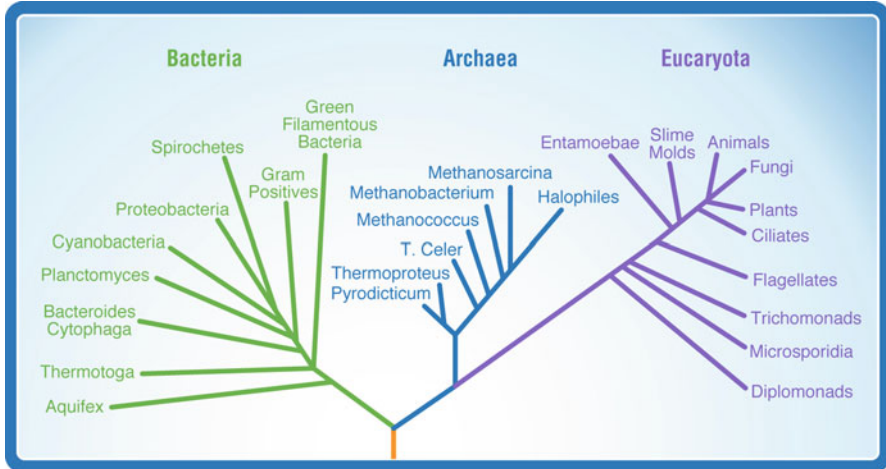 Bacteria
Archaea
Eucaryota
Green
Filamentous
Bacteria
Spirochetes
Gram
Positives
Proteobacteria
Cyanobacteria
Planctomyces
Bacteroides
Cytophaga
Thermotoga
Aquifex
Methanosarcina
Methanobacterium
Halophiles
Methanococcus
T. Celer
Thermoproteus
Pyrodicticum
Entamoebae
Slime
Molds
Animals
Fungi
Plants
Ciliates
Flagellates
Trichomonads
Microsporidia
Diplomonads